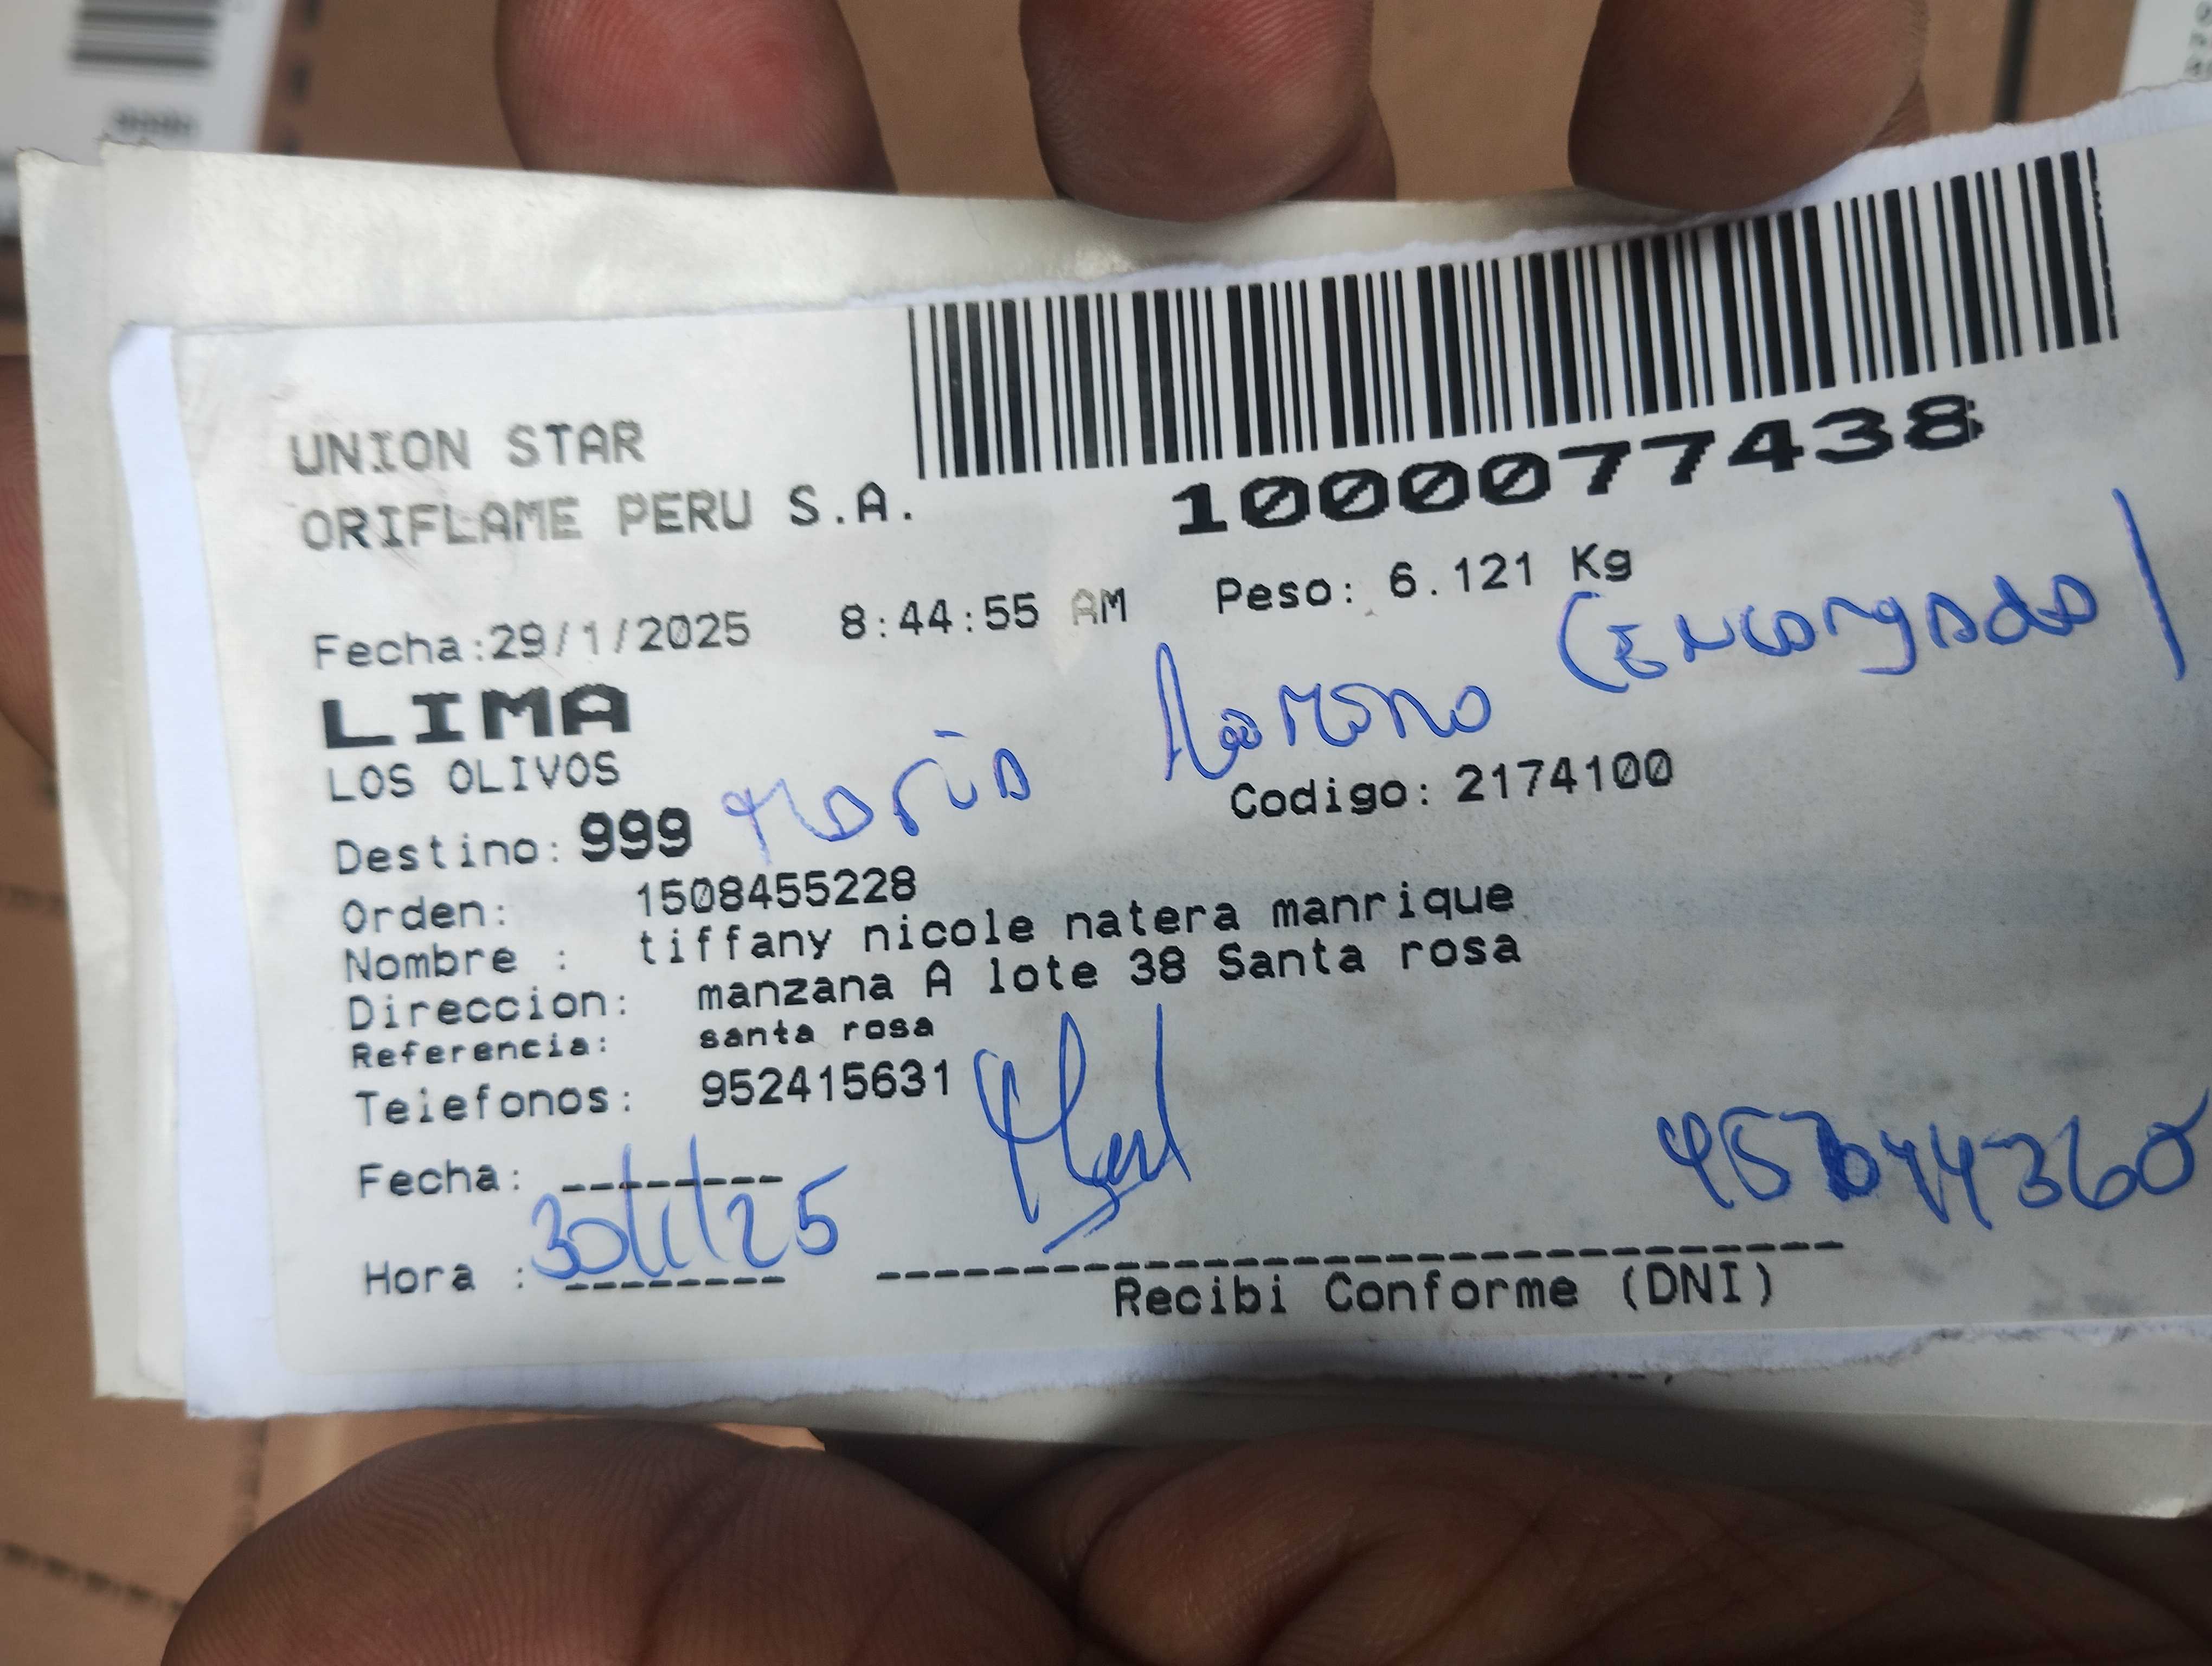 UNION STAR
ORIFLAME PERU S.A.
1000077438
Fecha:29/1/2025 8:44:55 AM Peso: 6.121 Kg
LIMA
(Encargado)
LOS OLIVOS
María
Destino: 999 Codigo: 2174100
Orden: 1508455228
Nombre : tiffany nicole natera manrique
Direccion: manzana A lote 38 Santa rosa
Referencia: santa rosa
Telefonos: 952415631
Fecha: --------
30/1/25
Hora : --------
Recibi Conforme (DNI)